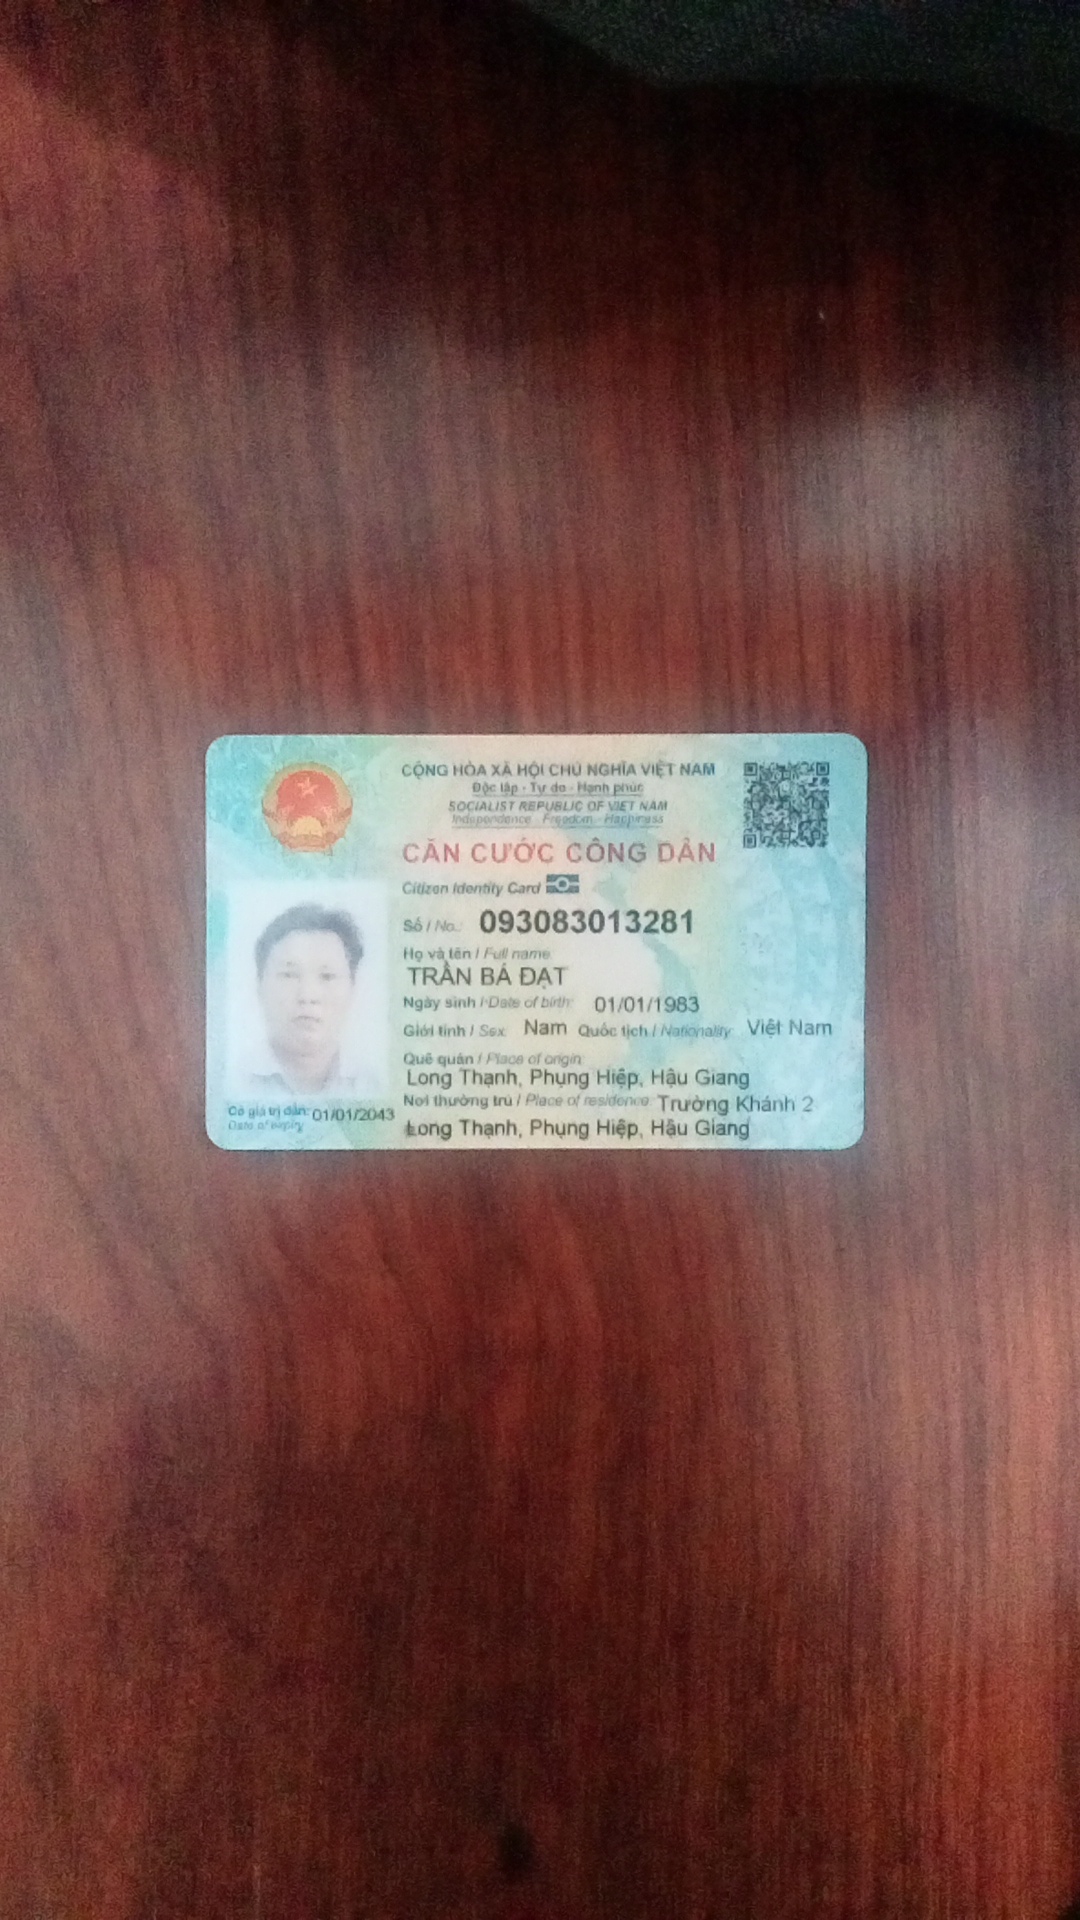 CỘNG HÒA XÃ HỘI CHỦ NGHĨA VIỆT NAM
Độc lập - Tự do - Hạnh phúc
SOCIALIST REPUBLIC OF VIET NAM
Independence - Freedom - Happiness
CĂN CƯỚC CÔNG DÂN
Citizen Identity Card
Số / No.: 093083013281
Họ và tên / Full name:
TRẦN BÁ ĐẠT
Ngày sinh / Date of birth: 01/01/1983
Giới tính / Sex: Nam Quốc tịch / Nationality: Việt Nam
Quê quán / Place of origin:
Long Thạnh, Phụng Hiệp, Hậu Giang
Nơi thường trú / Place of residence: Trường Khánh 2
Long Thạnh, Phụng Hiệp, Hậu Giang
Có giá trị đến: 01/01/2043
Date of expiry